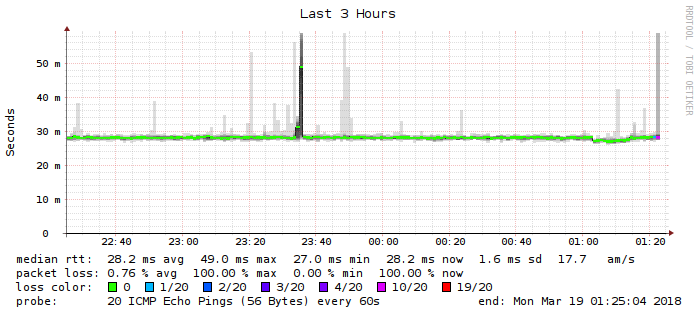 Last 3 Hours
RRDTOOL / TOBI OETIKER
Seconds
50 m
40 m
30 m
20 m
10 m
0
22:40 23:00 23:20 23:40 00:00 00:20 00:40 01:00 01:20
median rtt: 28.2 ms avg 49.0 ms max 27.0 ms min 28.2 ms now 1.6 ms sd 17.7 am/s
packet loss: 0.76 % avg 100.00 % max 0.00 % min 100.00 % now
loss color: 0 1/20 2/20 3/20 4/20 10/20 19/20
probe: 20 ICMP Echo Pings (56 Bytes) every 60s end: Mon Mar 19 01:25:04 2018